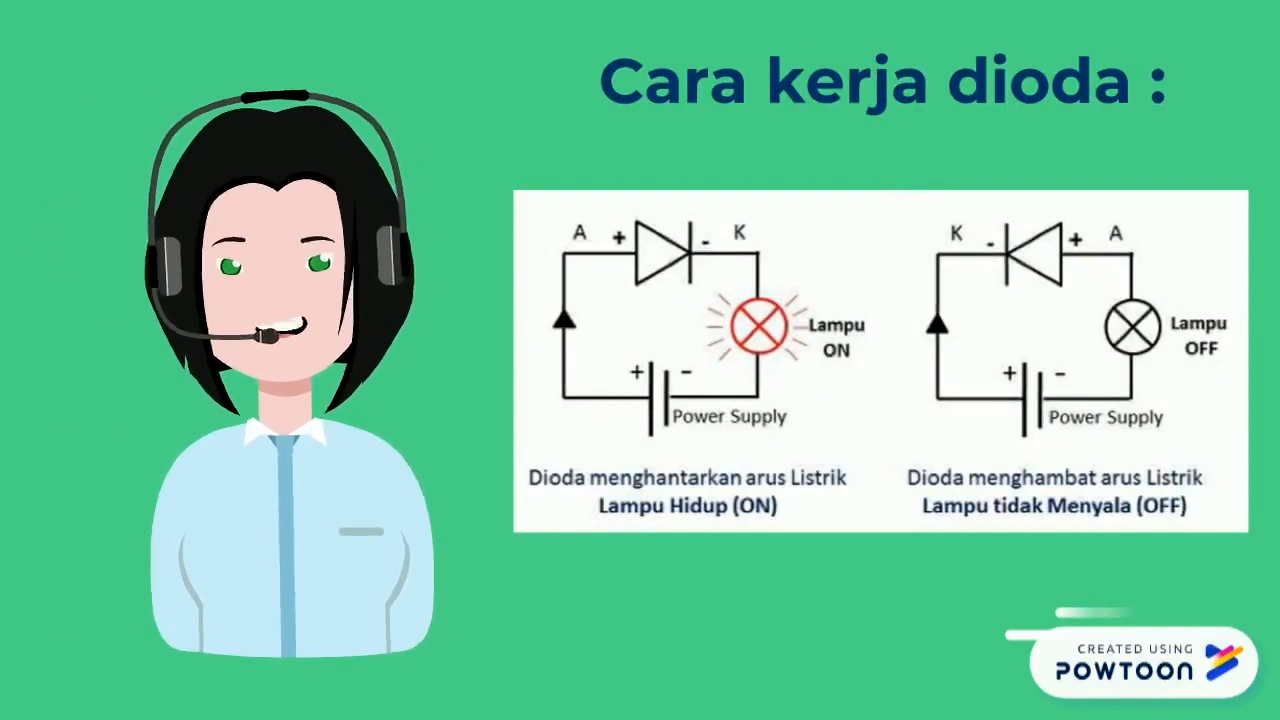 Cara kerja dioda :
A + - K
Lampu
ON
+ -
Power Supply
Dioda menghantarkan arus Listrik
Lampu Hidup (ON)
K - + A
Lampu
OFF
+ -
Power Supply
Dioda menghambat arus Listrik
Lampu tidak Menyala (OFF)
CREATED USING
POWTOON